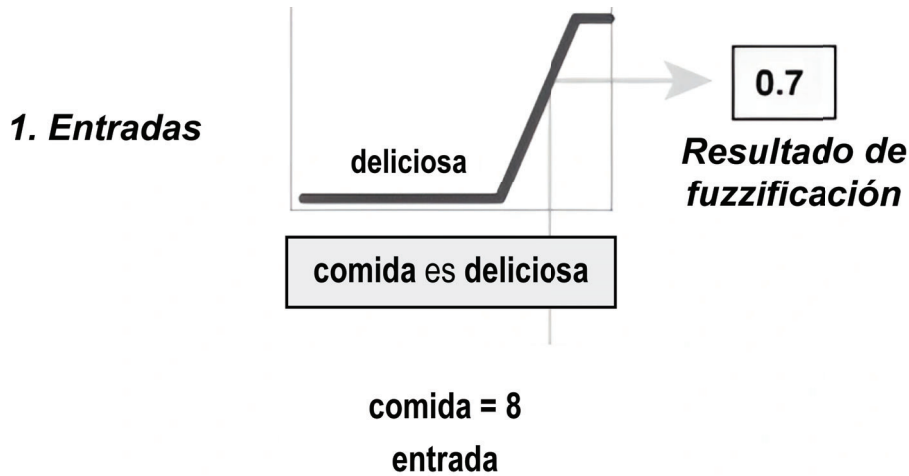 1. Entradas
deliciosa
0.7
Resultado de
fuzzificación
comida es deliciosa
comida = 8
entrada